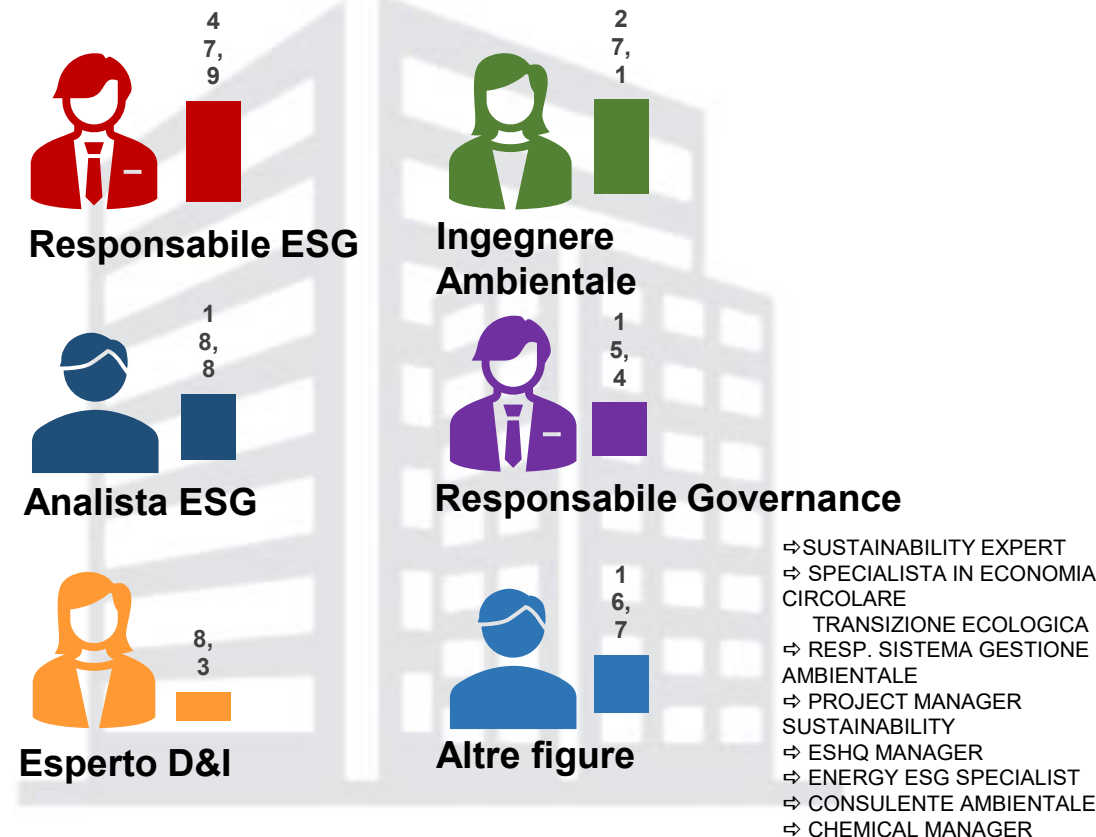 4
7,
9
Responsabile ESG
2
7,
1
Ingegnere
Ambientale
1
8,
8
Analista ESG
1
5,
4
Responsabile Governance
8,
3
Esperto D&I
1
6,
7
Altre figure
⇨SUSTAINABILITY EXPERT
⇨ SPECIALISTA IN ECONOMIA
CIRCOLARE
TRANSIZIONE ECOLOGICA
⇨ RESP. SISTEMA GESTIONE
AMBIENTALE
⇨ PROJECT MANAGER
SUSTAINABILITY
⇨ ESHQ MANAGER
⇨ ENERGY ESG SPECIALIST
⇨ CONSULENTE AMBIENTALE
⇨ CHEMICAL MANAGER